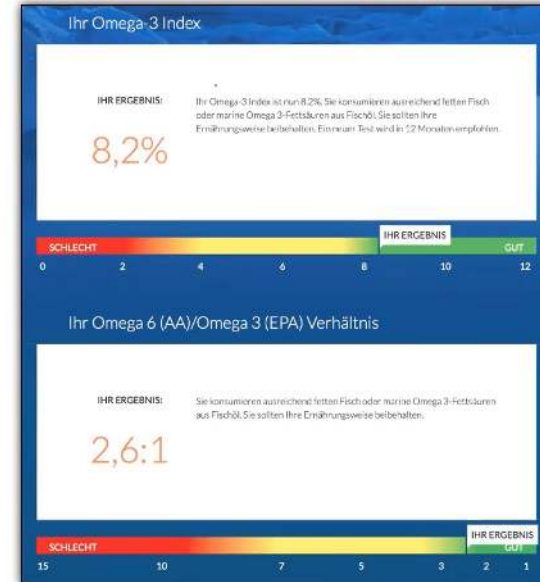 Ihr Omega-3 Index
IHR ERGEBNIS:
8,2%
Ihr Omega-3 Index ist nun 8,2%. Sie konsumieren ausreichend fetten Fisch
oder marine Omega 3-Fettsäuren aus Fischöl. Sie sollten Ihre
Ernährungsweise beibehalten. Ein neuer Test wird in 12 Monaten empfohlen.
IHR ERGEBNIS
SCHLECHT GUT
0 2 4 6 8 10 12
Ihr Omega 6 (AA)/Omega 3 (EPA) Verhältnis
IHR ERGEBNIS:
2,6:1
Sie konsumieren ausreichend fetten Fisch oder marine Omega 3-Fettsäuren
aus Fischöl. Sie sollten Ihre Ernährungsweise beibehalten.
IHR ERGEBNIS
SCHLECHT GUT
15 10 7 5 3 2 1